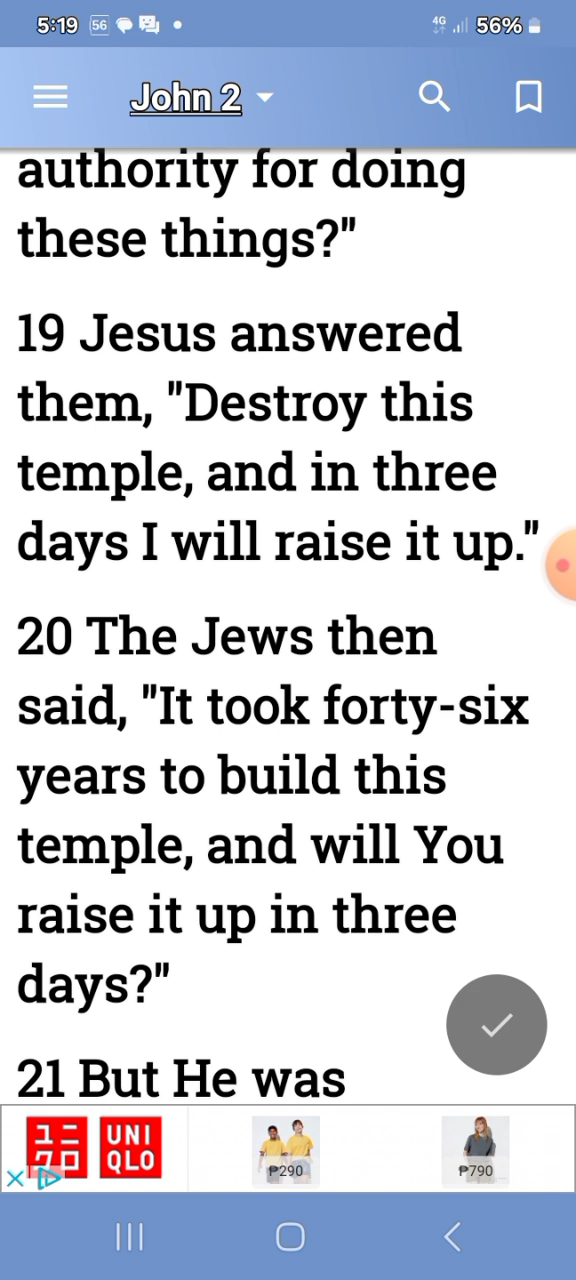 5:19 56 4G 56%
John 2
authority for doing
these things?"
19 Jesus answered
them, "Destroy this
temple, and in three
days I will raise it up."
20 The Jews then
said, "It took forty-six
years to build this
temple, and will You
raise it up in three
days?"
21 But He was
ユニ
クロ
UNI
QLO
₱290
₱790